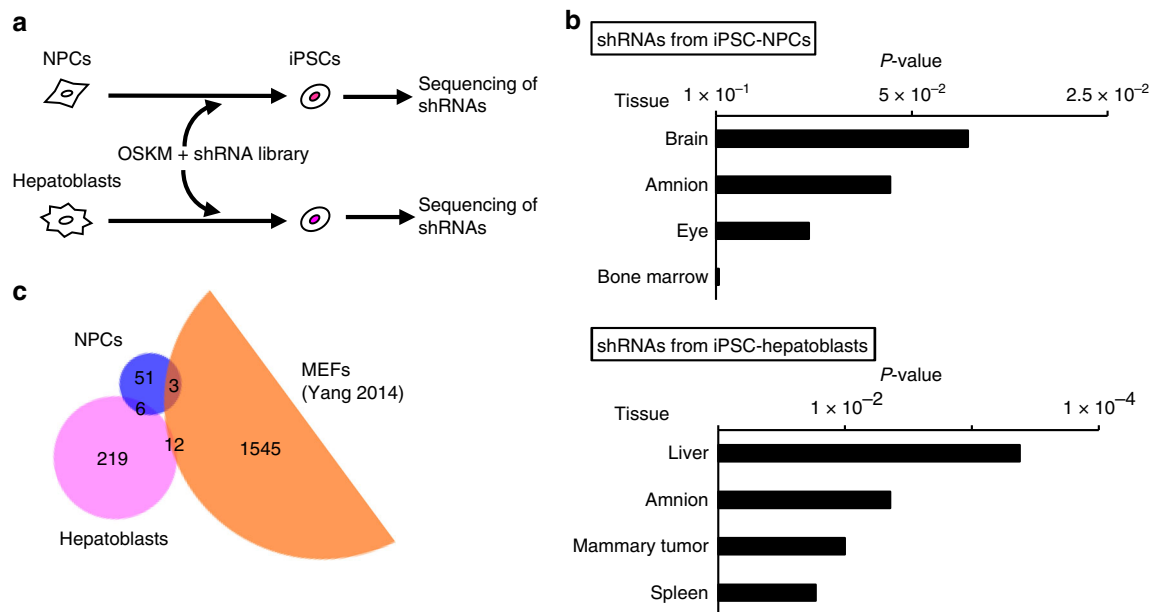 a
NPCs
iPSCs
Sequencing of
shRNAs
OSKM + shRNA library
Hepatoblasts
Sequencing of
shRNAs
b
shRNAs from iPSC-NPCs
P-value
Tissue
1 × 10⁻¹
5 × 10⁻²
2.5 × 10⁻²
Brain
Amnion
Eye
Bone marrow
shRNAs from iPSC-hepatoblasts
P-value
Tissue
1 × 10⁻²
1 × 10⁻⁴
Liver
Amnion
Mammary tumor
Spleen
c
NPCs
51
3
MEFs
(Yang 2014)
6
12
1545
219
Hepatoblasts